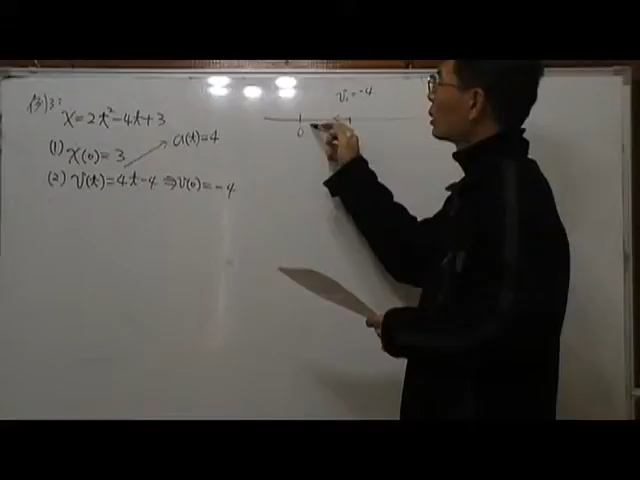 例3:
x=2t²-4t+3
(1) x(0)=3 a(t)=4
(2) v(t)=4t-4 ⇒v(0)=-4
v₀=-4
0